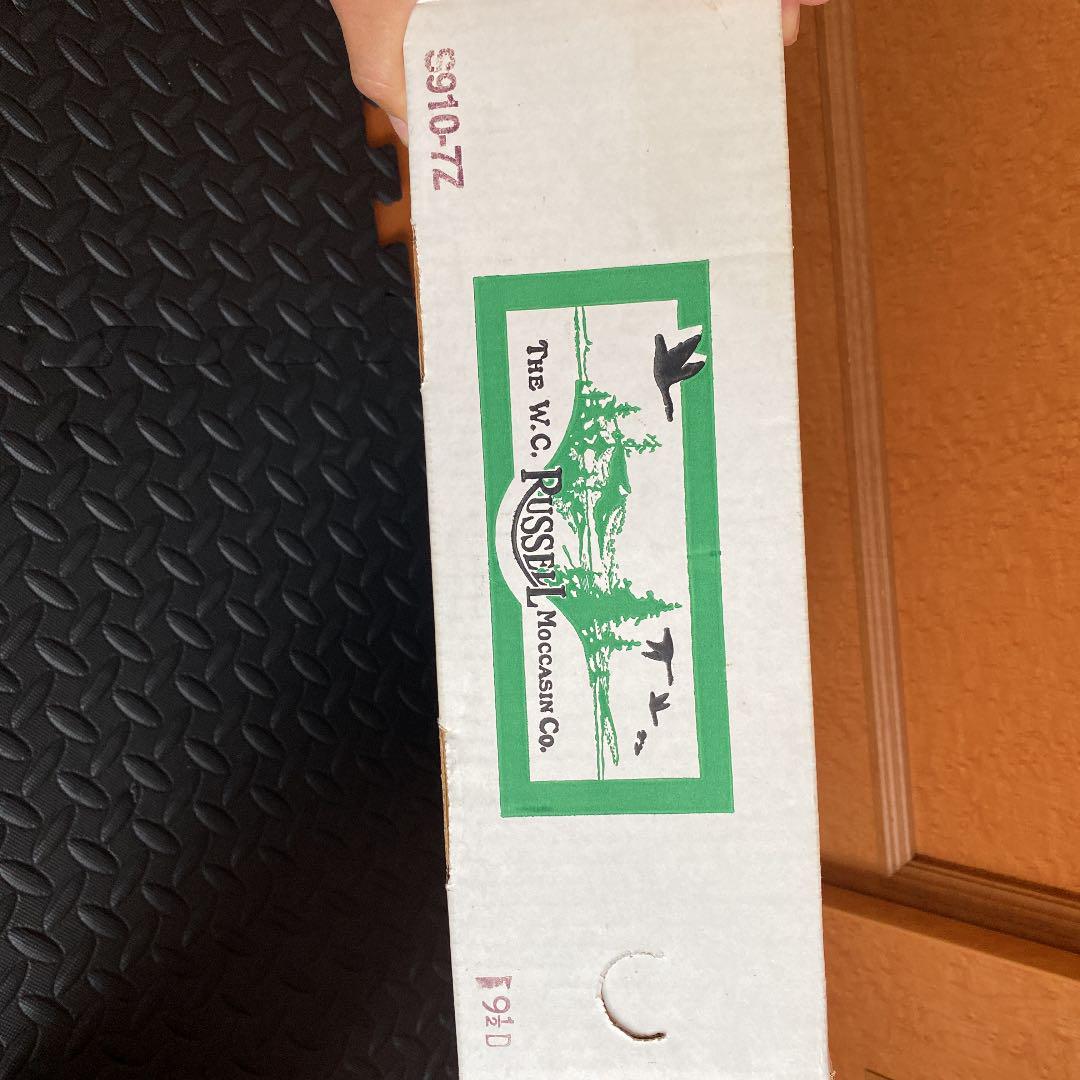 S910-7Z
THE W.C. RUSSELL MOCCASIN CO.
9½ D